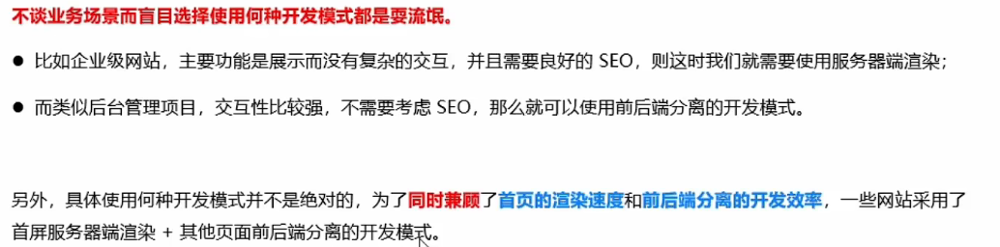 不谈业务场景而盲目选择使用何种开发模式都是耍流氓。
● 比如企业级网站，主要功能是展示而没有复杂的交互，并且需要良好的 SEO，则这时我们就需要使用服务器端渲染；
● 而类似后台管理项目，交互性比较强，不需要考虑 SEO，那么就可以使用前后端分离的开发模式。
另外，具体使用何种开发模式并不是绝对的，为了同时兼顾了首页的渲染速度和前后端分离的开发效率，一些网站采用了
首屏服务器端渲染 + 其他页面前后端分离的开发模式。